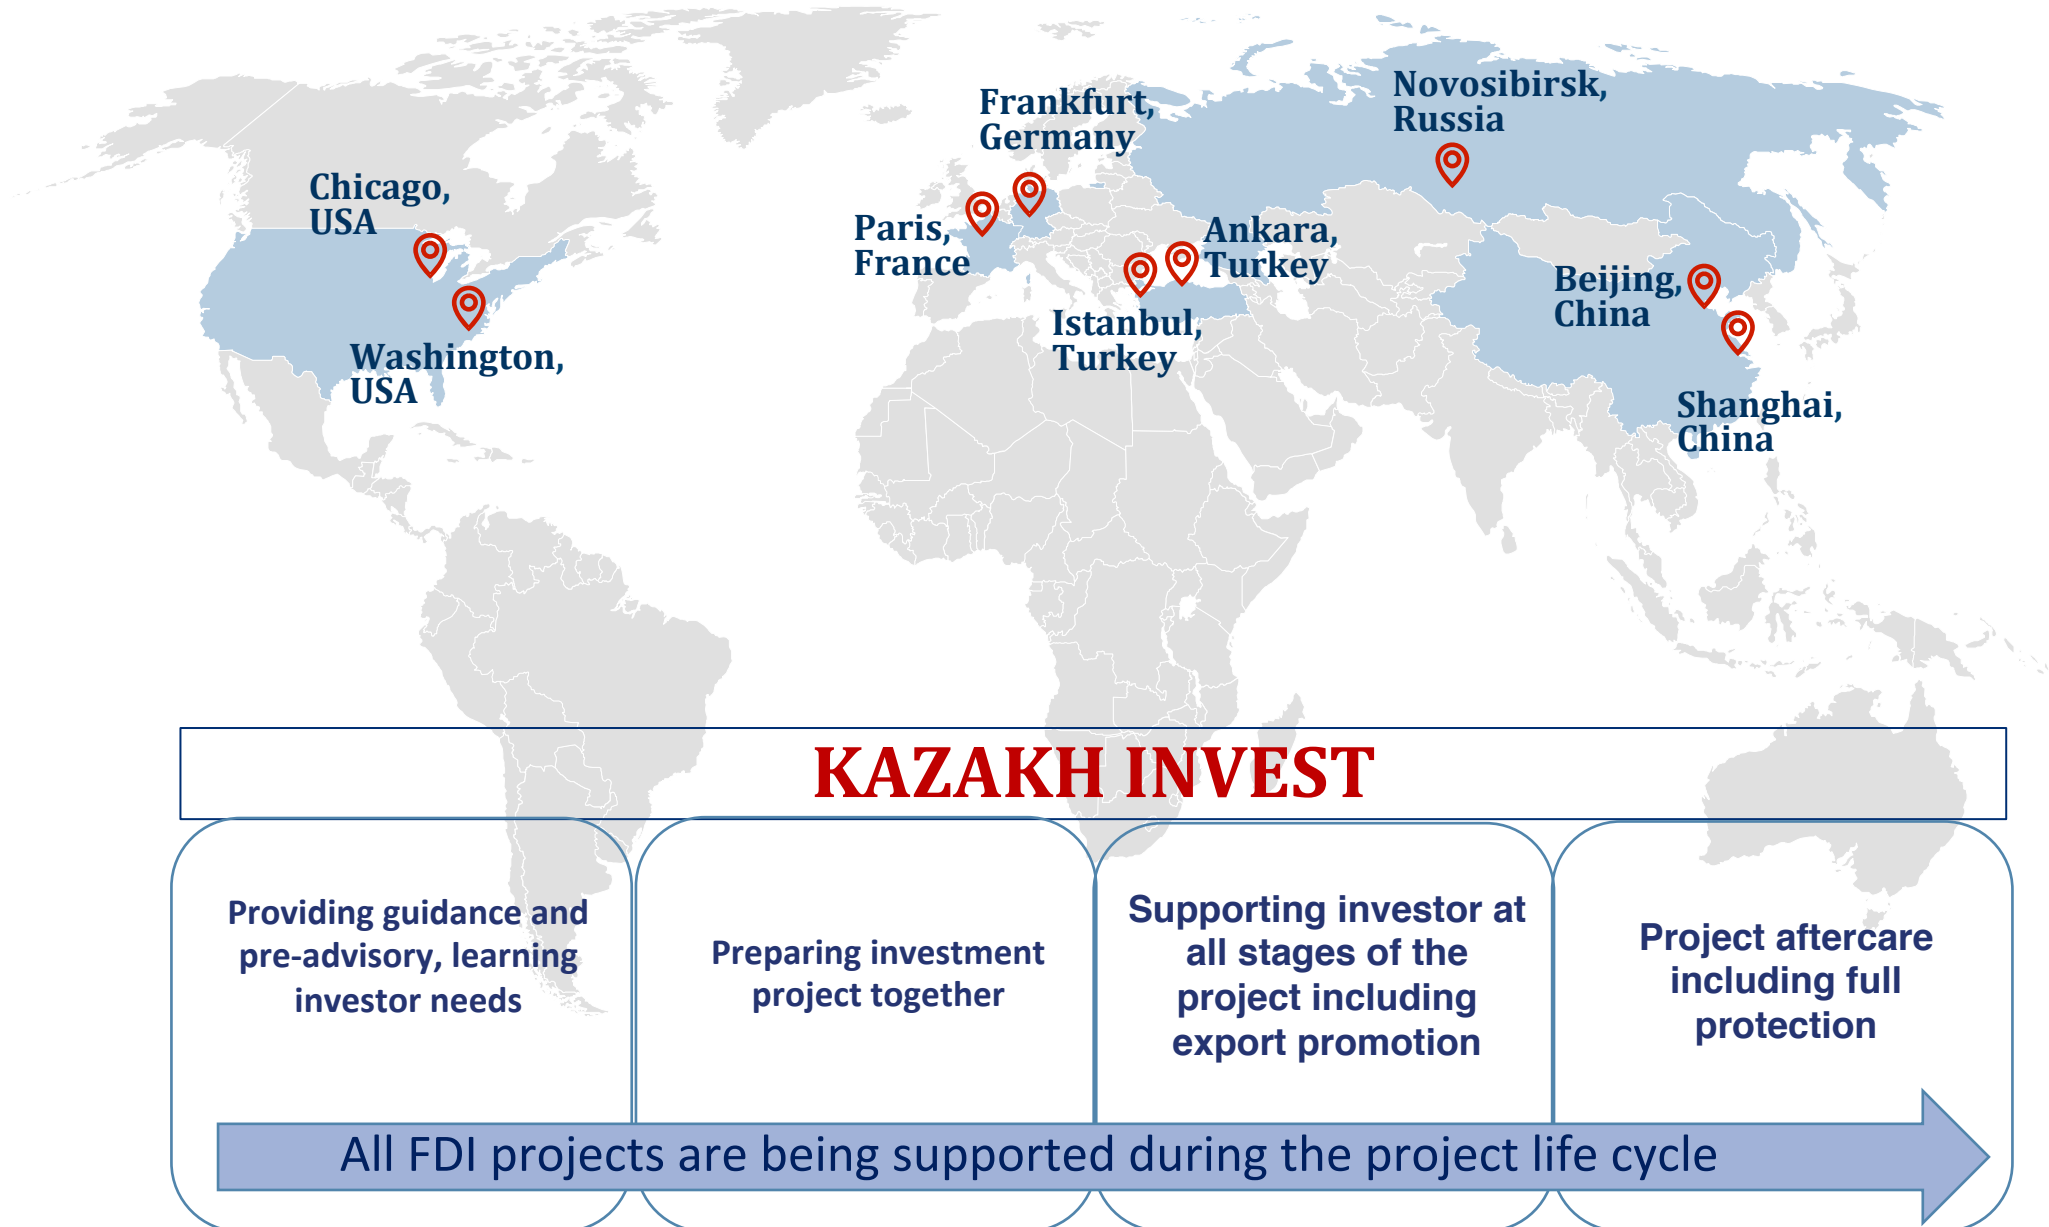 Novosibirsk,
Russia
Frankfurt,
Germany
Chicago,
USA
Paris,
France
Ankara,
Turkey
Beijing,
China
Istanbul,
Turkey
Washington,
USA
Shanghai,
China
KAZAKH INVEST
Providing guidance and
pre-advisory, learning
investor needs
Preparing investment
project together
Supporting investor at
all stages of the
project including
export promotion
Project aftercare
including full
protection
All FDI projects are being supported during the project life cycle